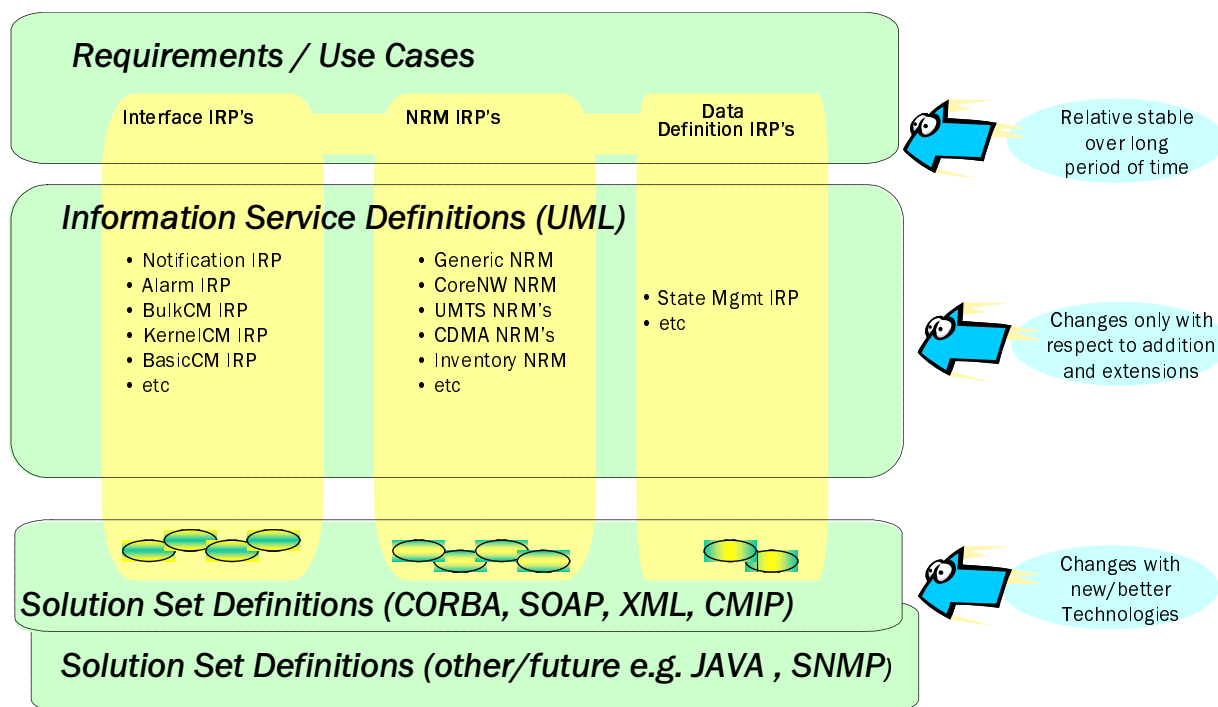 Requirements / Use Cases
Interface IRP's
NRM IRP's
Data
Definition IRP's
Relative stable
over long
period of time
Information Service Definitions (UML)
• Notification IRP
• Alarm IRP
• BulkCM IRP
• KernelCM IRP
• BasicCM IRP
• etc
• Generic NRM
• CoreNW NRM
• UMTS NRM's
• CDMA NRM's
• Inventory NRM
• etc
• State Mgmt IRP
• etc
Changes only with
respect to addition
and extensions
Solution Set Definitions (CORBA, SOAP, XML, CMIP)
Changes with
new/better
Technologies
Solution Set Definitions (other/future e.g. JAVA , SNMP)